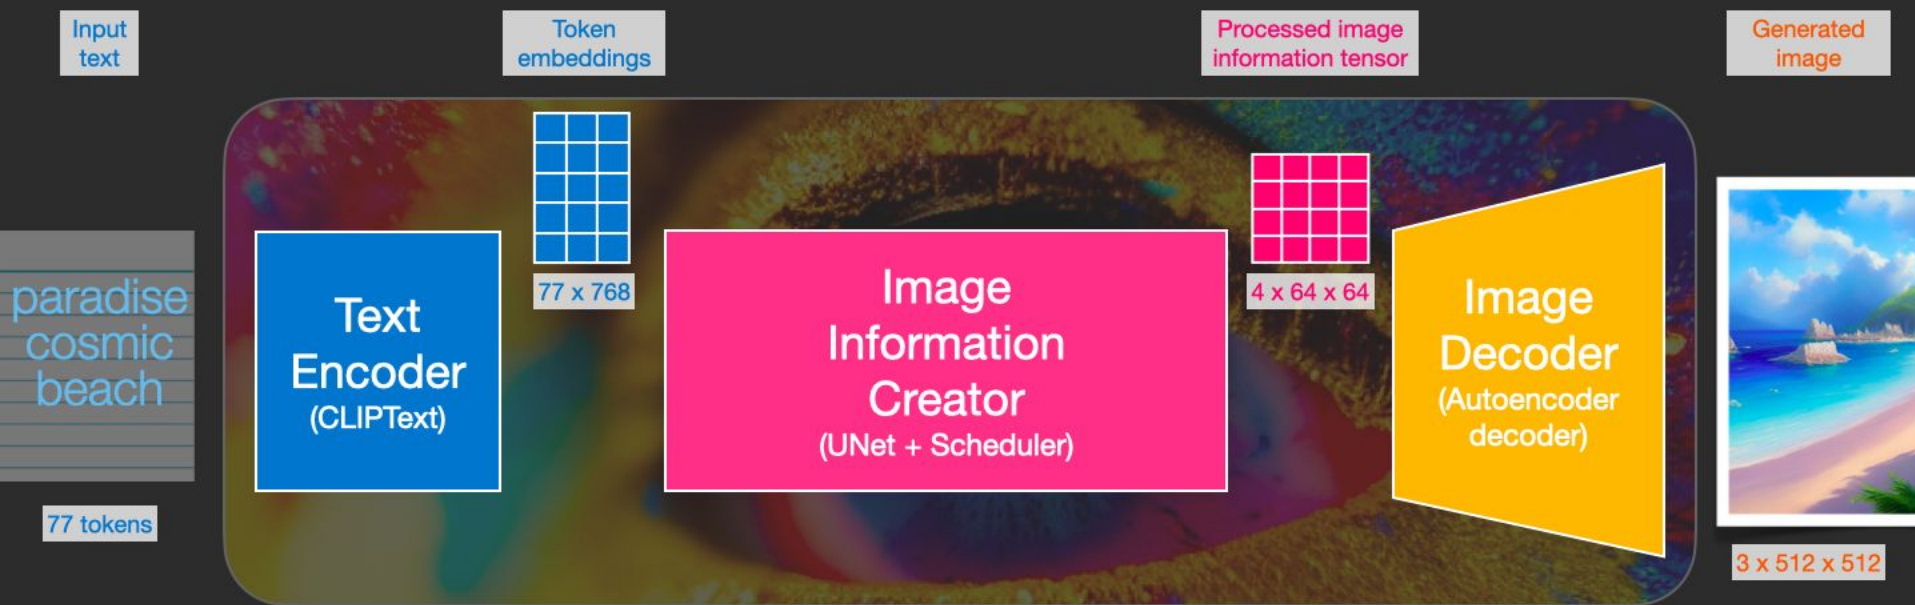 Input
text
Token
embeddings
Processed image
information tensor
Generated
image
paradise
cosmic
beach
77 tokens
Text
Encoder
(CLIPText)
77 x 768
Image
Information
Creator
(UNet + Scheduler)
4 x 64 x 64
Image
Decoder
(Autoencoder
decoder)
3 x 512 x 512